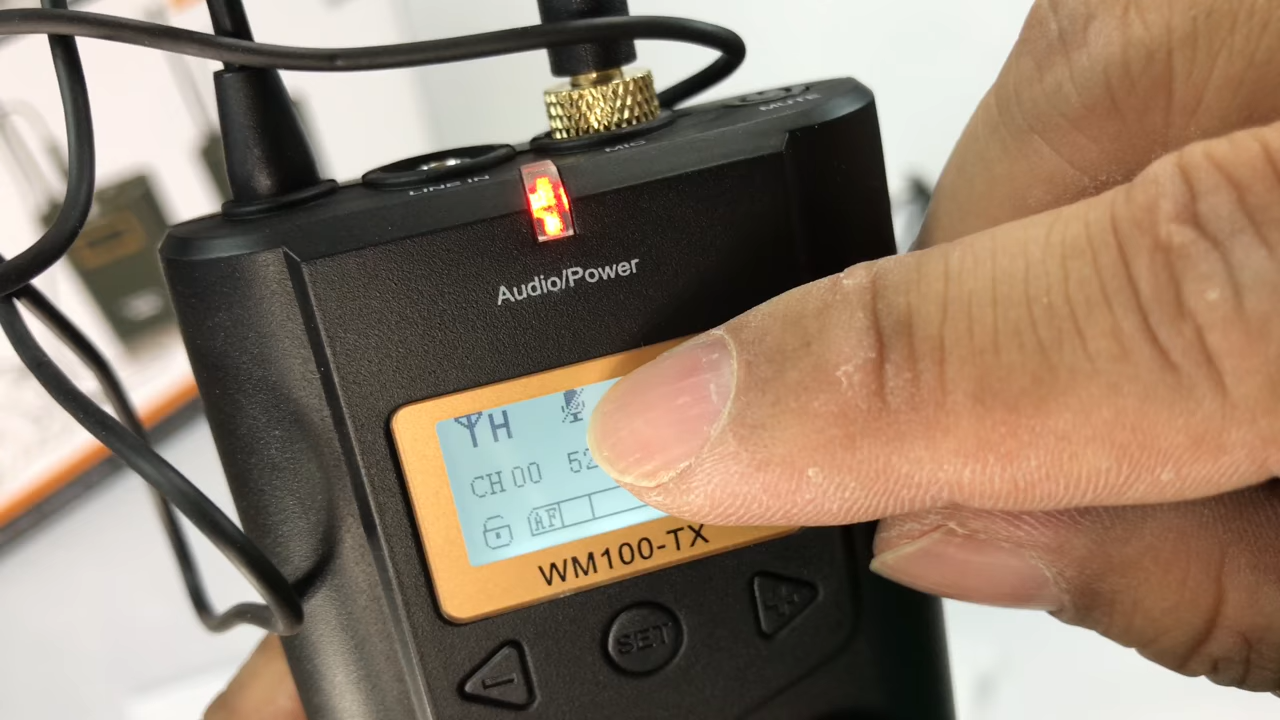 MUTE
MIC
LINE IN
Audio/Power
H
CH 00 52
AF
WM100-TX
SET